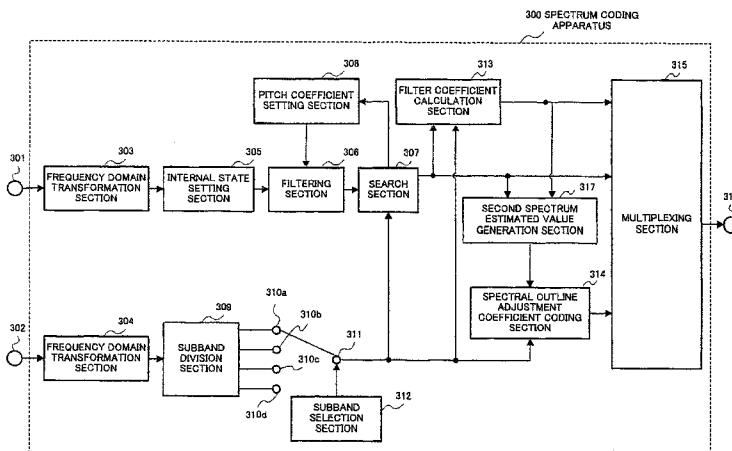 300 SPECTRUM CODING
APPARATUS
308
PITCH COEFFICIENT
SETTING SECTION
313
FILTER COEFFICIENT
CALCULATION
SECTION
315
MULTIPLEXING
SECTION
301
303
FREQUENCY DOMAIN
TRANSFORMATION
SECTION
305
INTERNAL STATE
SETTING
SECTION
306
FILTERING
SECTION
307
SEARCH
SECTION
317
SECOND SPECTRUM
ESTIMATED VALUE
GENERATION SECTION
314
SPECTRAL OUTLINE
ADJUSTMENT
COEFFICIENT CODING
SECTION
302
304
FREQUENCY DOMAIN
TRANSFORMATION
SECTION
309
SUBBAND
DIVISION
SECTION
310a
310b
310c
310d
311
312
SUBBAND
SELECTION
SECTION